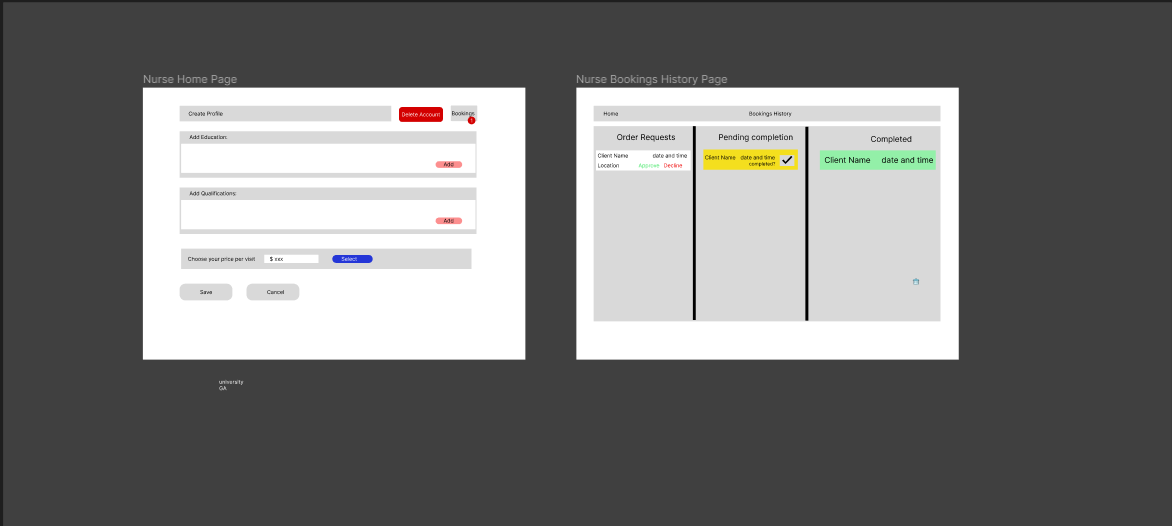 Nurse Home Page
Create Profile
Delete Account
Bookings
Add Education:
Add
Add Qualifications:
Add
Choose your price per visit
$ xxx
Select
Save
Cancel
university
GA
Nurse Bookings History Page
Home
Bookings History
Order Requests
Client Name date and time
Location Approve Decline
Pending completion
Client Name date and time
completed?
Completed
Client Name date and time